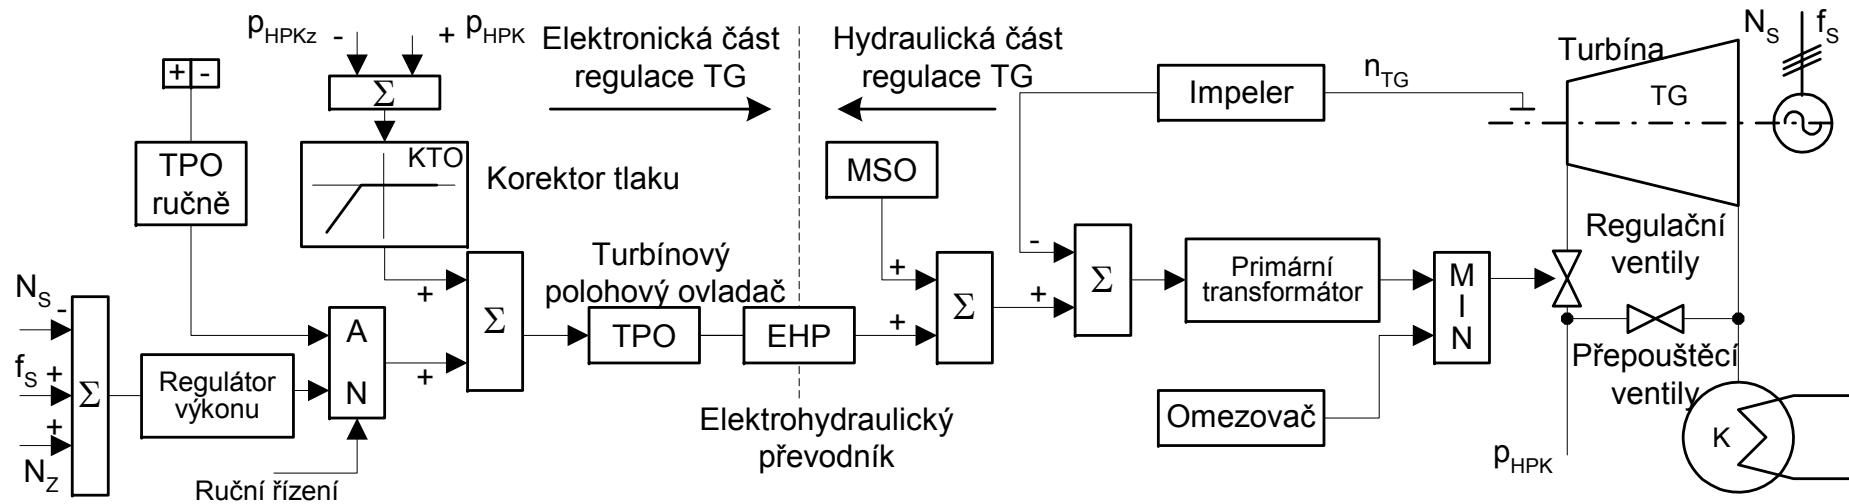 p_HPKz - + p_HPK
Σ
+ -
TPO
ručně
KTO
Korektor tlaku
Elektronická část
regulace TG
Hydraulická část
regulace TG
MSO
Impeler
n_TG
Turbína
TG
N_S f_S
N_S
-
f_S
+
+
N_Z
Σ
Regulátor
výkonu
A
N
Ruční řízení
+
+
Σ
Turbínový
polohový ovladač
TPO
EHP
Elektrohydraulický
převodník
+
+
Σ
-
+
Σ
Primární
transformátor
Omezovač
M
I
N
Regulační
ventily
Přepouštěcí
ventily
p_HPK
K